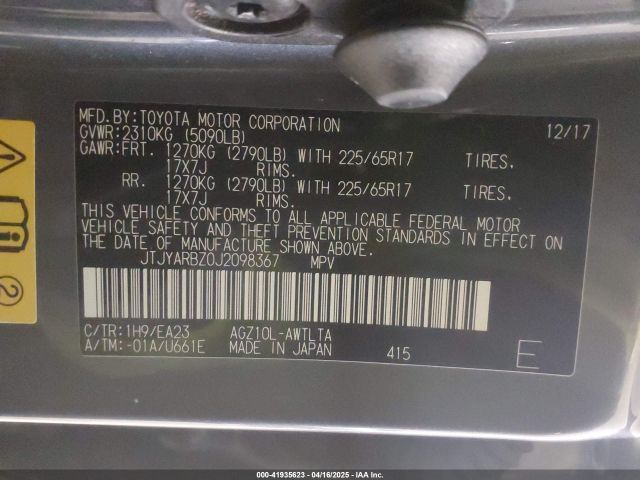 MFD.BY:TOYOTA MOTOR CORPORATION 12/17
GVWR:2310KG (5090LB)
GAWR:FRT. 1270KG (2790LB) WITH 225/65R17 TIRES,
17X7J RIMS.
RR. 1270KG (2790LB) WITH 225/65R17 TIRES,
17X7J RIMS.
THIS VEHICLE CONFORMS TO ALL APPLICABLE FEDERAL MOTOR
VEHICLE SAFETY AND THEFT PREVENTION STANDARDS IN EFFECT ON
THE DATE OF MANUFACTURE SHOWN ABOVE.
JTJYARBZ0J2098367 MPV
C/TR:1H9/EA23 AGZ10L-AWTLTA
A/TM:-01A/U661E MADE IN JAPAN 415 E
2
000-41935623 - 04/16/2025 - IAA Inc.